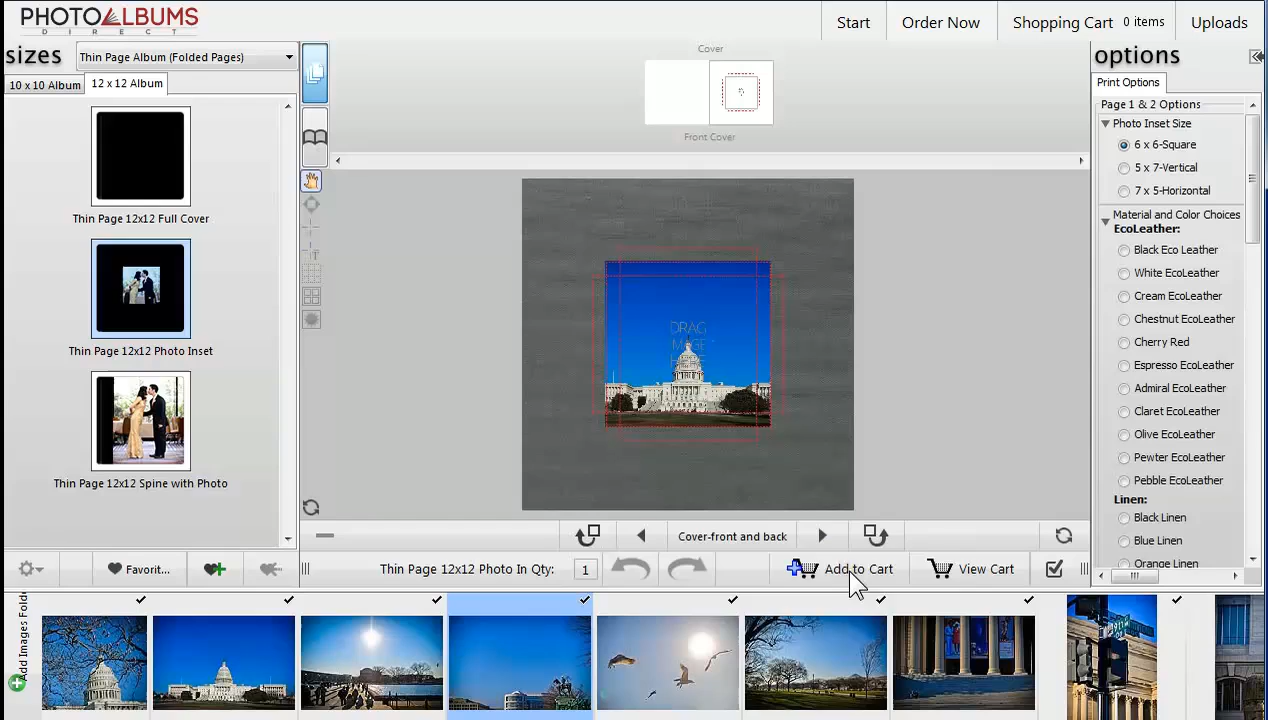 PHOTOALBUMS
DIRECT
Start
Order Now
Shopping Cart 0 items
Uploads
sizes
Thin Page Album (Folded Pages)
10 x 10 Album
12 x 12 Album
Thin Page 12x12 Full Cover
Thin Page 12x12 Photo Inset
Thin Page 12x12 Spine with Photo
Favorit...
Cover
Front Cover
DRAG
IMAGE
HERE
Cover-front and back
Thin Page 12x12 Photo In Qty: 1
Add to Cart
View Cart
options
Print Options
Page 1 & 2 Options
Photo Inset Size
6 x 6-Square
5 x 7-Vertical
7 x 5-Horizontal
Material and Color Choices
EcoLeather:
Black Eco Leather
White EcoLeather
Cream EcoLeather
Chestnut EcoLeather
Cherry Red
Espresso EcoLeather
Admiral EcoLeather
Claret EcoLeather
Olive EcoLeather
Pewter EcoLeather
Pebble EcoLeather
Linen:
Black Linen
Blue Linen
Orange Linen
Add Images Folde